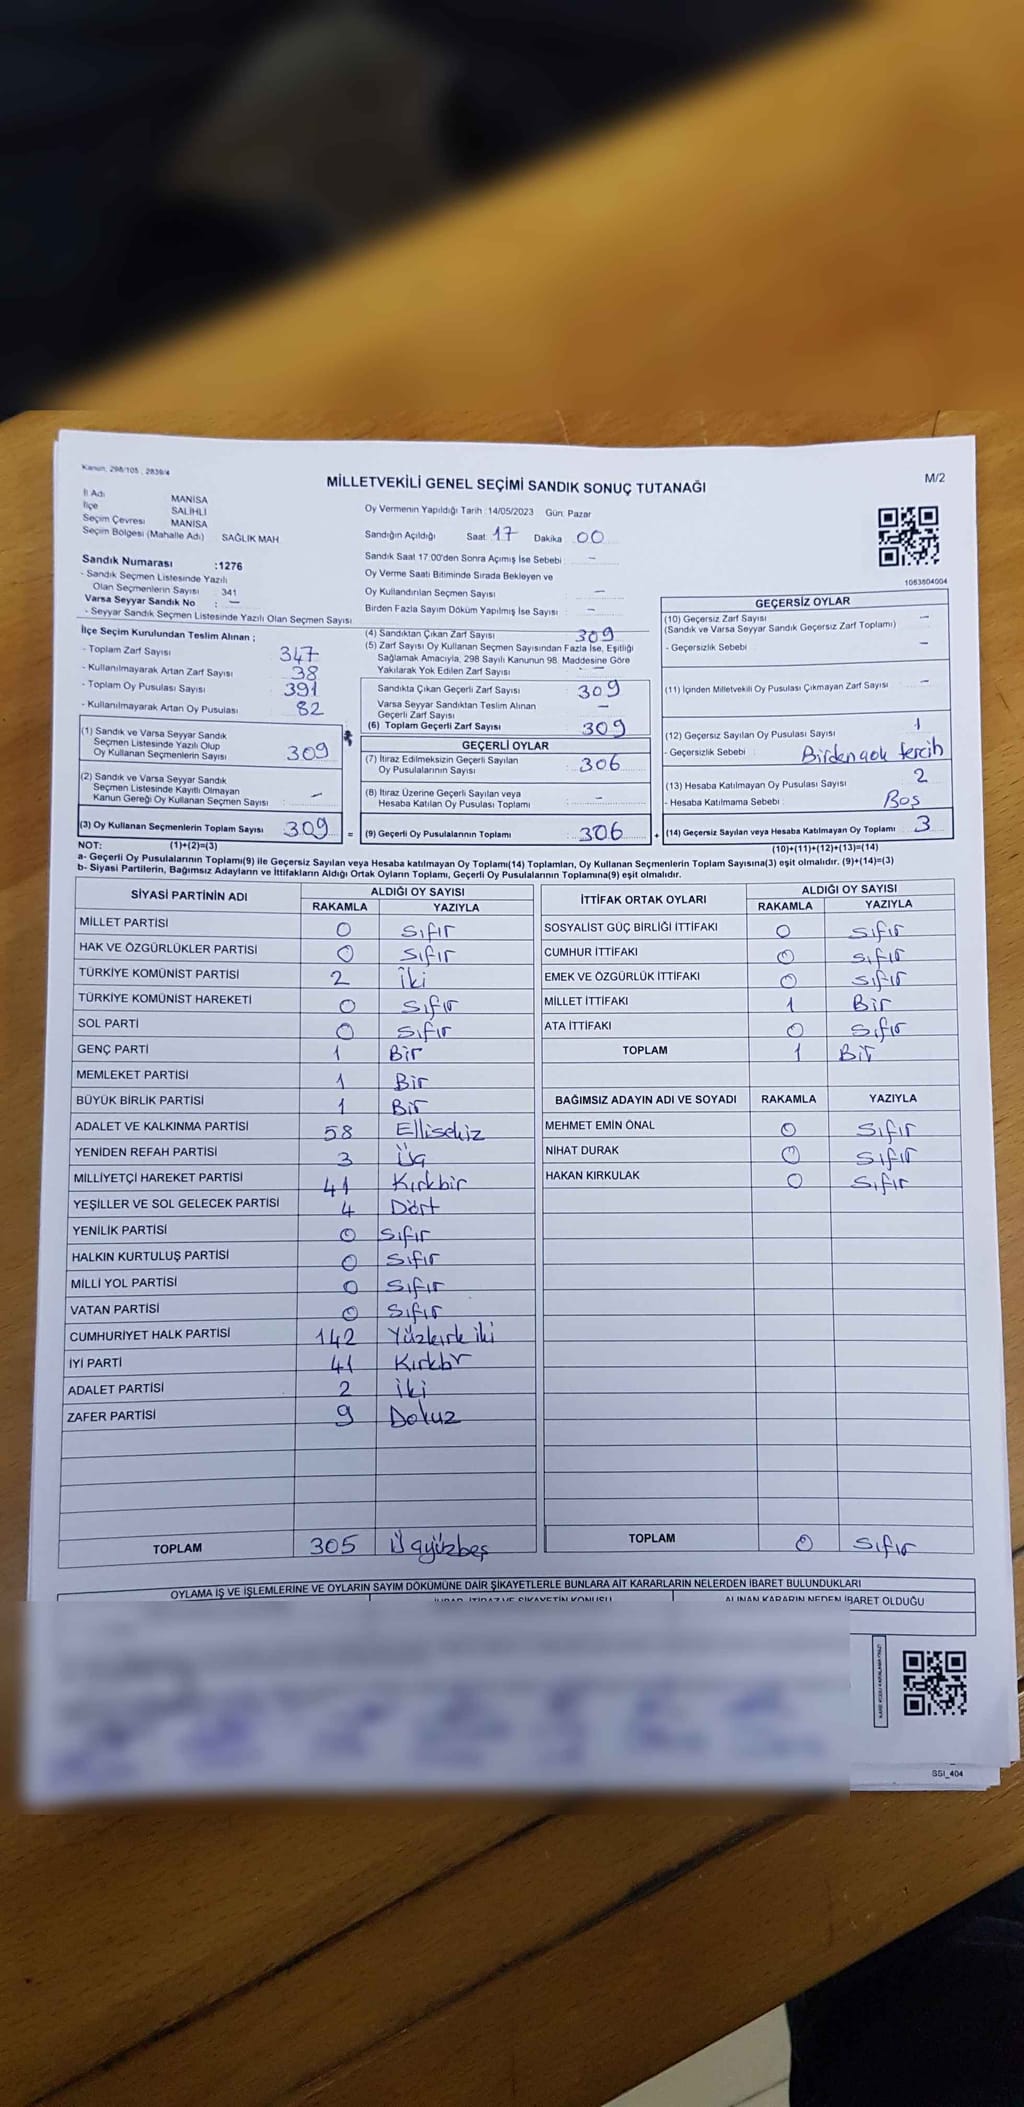 Kanun, 298/105 , 2839/4
MİLLETVEKİLİ GENEL SEÇİMİ SANDIK SONUÇ TUTANAĞI
M/2
İl Adı MANİSA
İlçe SALİHLİ
Seçim Çevresi MANİSA
Seçim Bölgesi (Mahalle Adı) SAĞLIK MAH
Sandık Numarası :1276
- Sandık Seçmen Listesinde Yazılı
Olan Seçmenlerin Sayısı 341
Varsa Seyyar Sandık No : —
- Seyyar Sandık Seçmen Listesinde Yazılı Olan Seçmen Sayısı
Oy Vermenin Yapıldığı Tarih :14/05/2023 Gün: Pazar
Sandığın Açıldığı Saat 17 Dakika 00
Sandık Saat 17:00'den Sonra Açımış İse Sebebi —
Oy Verme Saati Bitiminde Sırada Bekleyen ve
Oy Kullandırılan Seçmen Sayısı —
Birden Fazla Sayım Döküm Yapılmış İse Sayısı —
1063604004
İlçe Seçim Kurulundan Teslim Alınan ;
- Toplam Zarf Sayısı 347
- Kullanılmayarak Artan Zarf Sayısı 38
- Toplam Oy Pusulası Sayısı 391
- Kullanılmayarak Artan Oy Pusulası 82
(1) Sandık ve Varsa Seyyar Sandık
Seçmen Listesinde Yazılı Olup
Oy Kullanan Seçmenlerin Sayısı 309
(2) Sandık ve Varsa Seyyar Sandık
Seçmen Listesinde Kayıtlı Olmayan
Kanun Gereği Oy Kullanan Seçmen Sayısı : —
(3) Oy Kullanan Seçmenlerin Toplam Sayısı 309 =
(4) Sandıktan Çıkan Zarf Sayısı 309
(5) Zarf Sayısı Oy Kullanan Seçmen Sayısından Fazla İse, Eşitliği
Sağlamak Amacıyla, 298 Sayılı Kanunun 98. Maddesine Göre
Yakılarak Yok Edilen Zarf Sayısı —
Sandıkta Çıkan Geçerli Zarf Sayısı : 309
Varsa Seyyar Sandıktan Teslim Alınan
Geçerli Zarf Sayısı —
(6) Toplam Geçerli Zarf Sayısı : 309
GEÇERLİ OYLAR
(7) İtiraz Edilmeksizin Geçerli Sayılan
Oy Pusulalarının Sayısı : 306
(8) İtiraz Üzerine Geçerli Sayılan veya
Hesaba Katılan Oy Pusulası Toplamı : —
(9) Geçerli Oy Pusulalarının Toplamı : 306 +
GEÇERSİZ OYLAR
(10) Geçersiz Zarf Sayısı —
(Sandık ve Varsa Seyyar Sandık Geçersiz Zarf Toplamı)
- Geçersizlik Sebebi —
(11) İçinden Milletvekili Oy Pusulası Çıkmayan Zarf Sayısı —
(12) Geçersiz Sayılan Oy Pusulası Sayısı 1
- Geçersizlik Sebebi : Birden çok tercih
(13) Hesaba Katılmayan Oy Pusulası Sayısı 2
- Hesaba Katılmama Sebebi : Boş
(14) Geçersiz Sayılan veya Hesaba Katılmayan Oy Toplamı 3
NOT: (1)+(2)=(3)
(10)+(11)+(12)+(13)=(14)
a- Geçerli Oy Pusulalarının Toplamı(9) ile Geçersiz Sayılan veya Hesaba katılmayan Oy Toplamı(14) Toplamları, Oy Kullanan Seçmenlerin Toplam Sayısına(3) eşit olmalıdır. (9)+(14)=(3)
b- Siyasi Partilerin, Bağımsız Adayların ve İttifakların Aldığı Ortak Oyların Toplamı, Geçerli Oy Pusulalarının Toplamına(9) eşit olmalıdır.
SİYASİ PARTİNİN ADI ALDIĞI OY SAYISI
RAKAMLA YAZIYLA
MİLLET PARTİSİ 0 Sıfır
HAK VE ÖZGÜRLÜKLER PARTİSİ 0 Sıfır
TÜRKİYE KOMÜNİST PARTİSİ 2 İki
TÜRKİYE KOMÜNİST HAREKETİ 0 Sıfır
SOL PARTİ 0 Sıfır
GENÇ PARTİ 1 Bir
MEMLEKET PARTİSİ 1 Bir
BÜYÜK BİRLİK PARTİSİ 1 Bir
ADALET VE KALKINMA PARTİSİ 58 Ellisekiz
YENİDEN REFAH PARTİSİ 3 Üç
MİLLİYETÇİ HAREKET PARTİSİ 41 Kırkbir
YEŞİLLER VE SOL GELECEK PARTİSİ 4 Dört
YENİLİK PARTİSİ 0 Sıfır
HALKIN KURTULUŞ PARTİSİ 0 Sıfır
MİLLİ YOL PARTİSİ 0 Sıfır
VATAN PARTİSİ 0 Sıfır
CUMHURİYET HALK PARTİSİ 142 Yüzkırk iki
İYİ PARTİ 41 Kırkbr
ADALET PARTİSİ 2 İki
ZAFER PARTİSİ 9 Dokuz
TOPLAM 305 Üçyüzbeş
İTTİFAK ORTAK OYLARI ALDIĞI OY SAYISI
RAKAMLA YAZIYLA
SOSYALİST GÜÇ BİRLİĞİ İTTİFAKI 0 Sıfır
CUMHUR İTTİFAKI 0 Sıfır
EMEK VE ÖZGÜRLÜK İTTİFAKI 0 Sıfır
MİLLET İTTİFAKI 1 Bir
ATA İTTİFAKI 0 Sıfır
TOPLAM 1 Bir
BAĞIMSIZ ADAYIN ADI VE SOYADI RAKAMLA YAZIYLA
MEHMET EMİN ÖNAL 0 Sıfır
NİHAT DURAK 0 Sıfır
HAKAN KIRKULAK 0 Sıfır
TOPLAM 0 Sıfır
OYLAMA İŞ VE İŞLEMLERİNE VE OYLARIN SAYIM DÖKÜMÜNE DAİR ŞİKAYETLERLE BUNLARA AİT KARARLARIN NELERDEN İBARET BULUNDUKLARI
ALINAN KARARIN NEDEN İBARET OLDUĞU
SSI_404